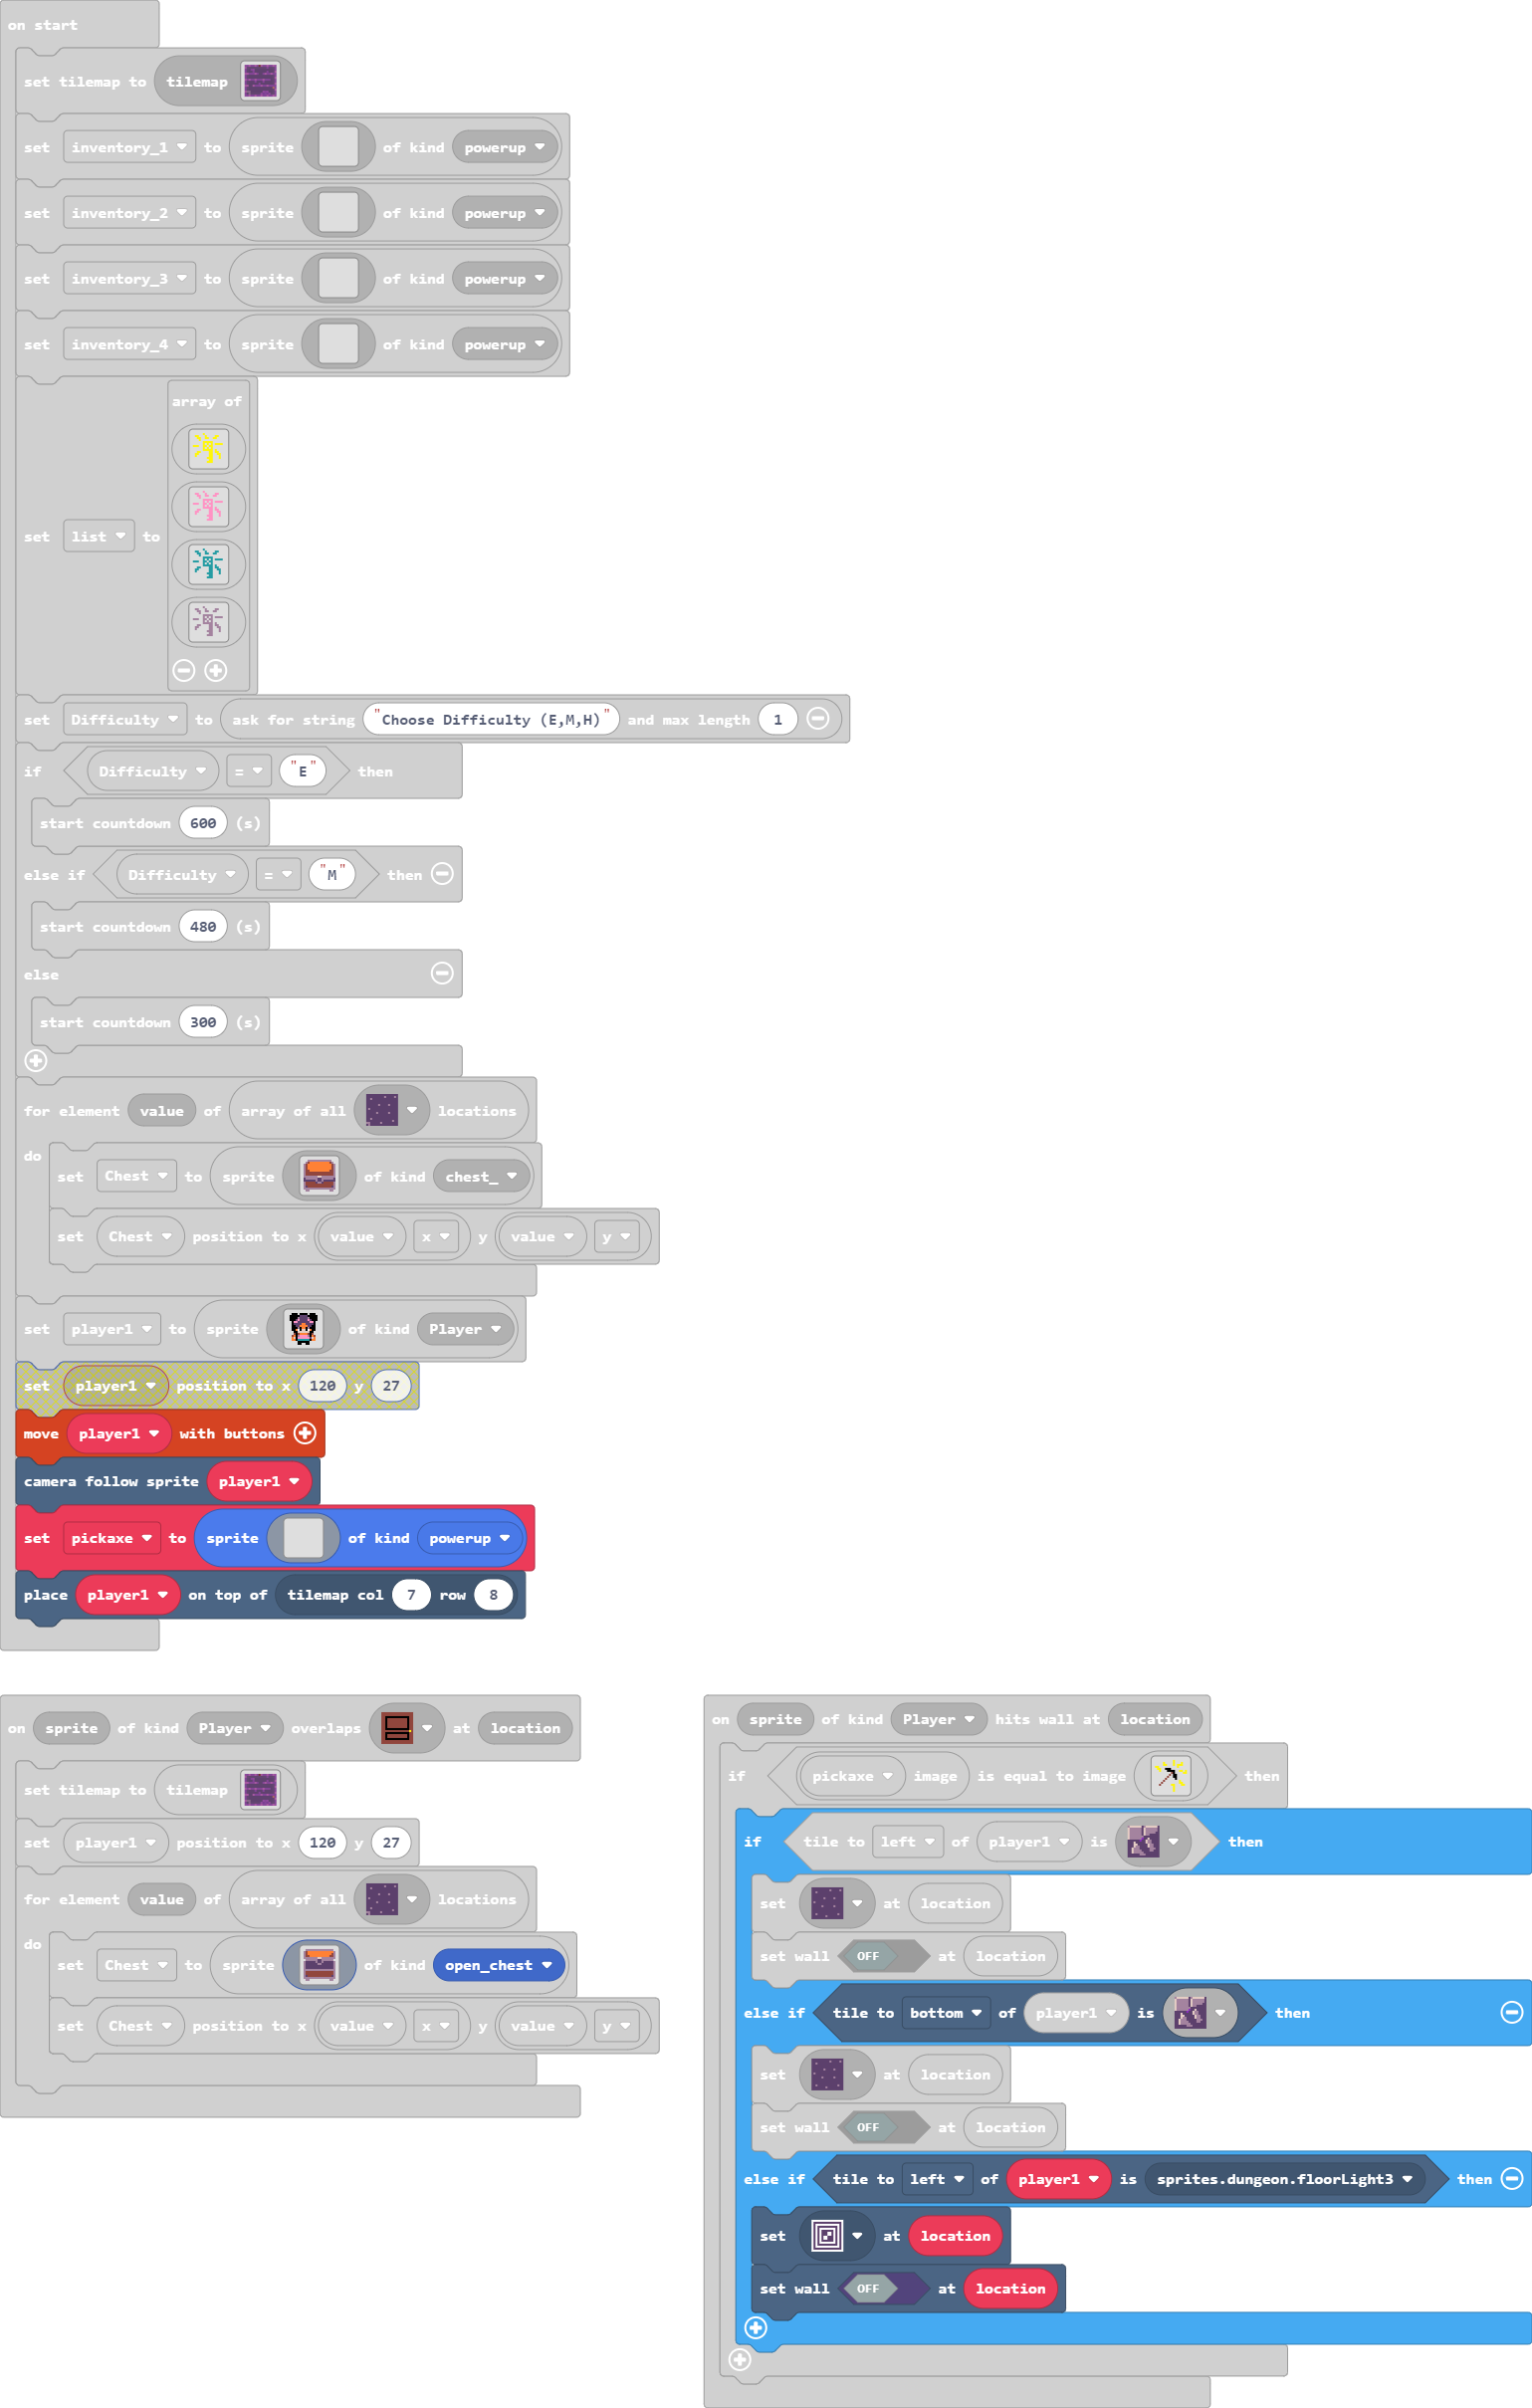 on start
set tilemap to tilemap
set inventory_1 to sprite of kind powerup
set inventory_2 to sprite of kind powerup
set inventory_3 to sprite of kind powerup
set inventory_4 to sprite of kind powerup
array of
set list to
set Difficulty to ask for string "Choose Difficulty (E,M,H)" and max length 1
if Difficulty = "E" then
start countdown 600 (s)
else if Difficulty = "M" then
start countdown 480 (s)
else
start countdown 300 (s)
for element value of array of all locations
do
set Chest to sprite of kind chest_
set Chest position to x value x y value y
set player1 to sprite of kind Player
set player1 position to x 120 y 27
move player1 with buttons
camera follow sprite player1
set pickaxe to sprite of kind powerup
place player1 on top of tilemap col 7 row 8
on sprite of kind Player overlaps at location
set tilemap to tilemap
set player1 position to x 120 y 27
for element value of array of all locations
do
set Chest to sprite of kind open_chest
set Chest position to x value x y value y
on sprite of kind Player hits wall at location
if pickaxe image is equal to image then
if tile to left of player1 is then
set at location
set wall OFF at location
else if tile to bottom of player1 is then
set at location
set wall OFF at location
else if tile to left of player1 is sprites.dungeon.floorLight3 then
set at location
set wall OFF at location